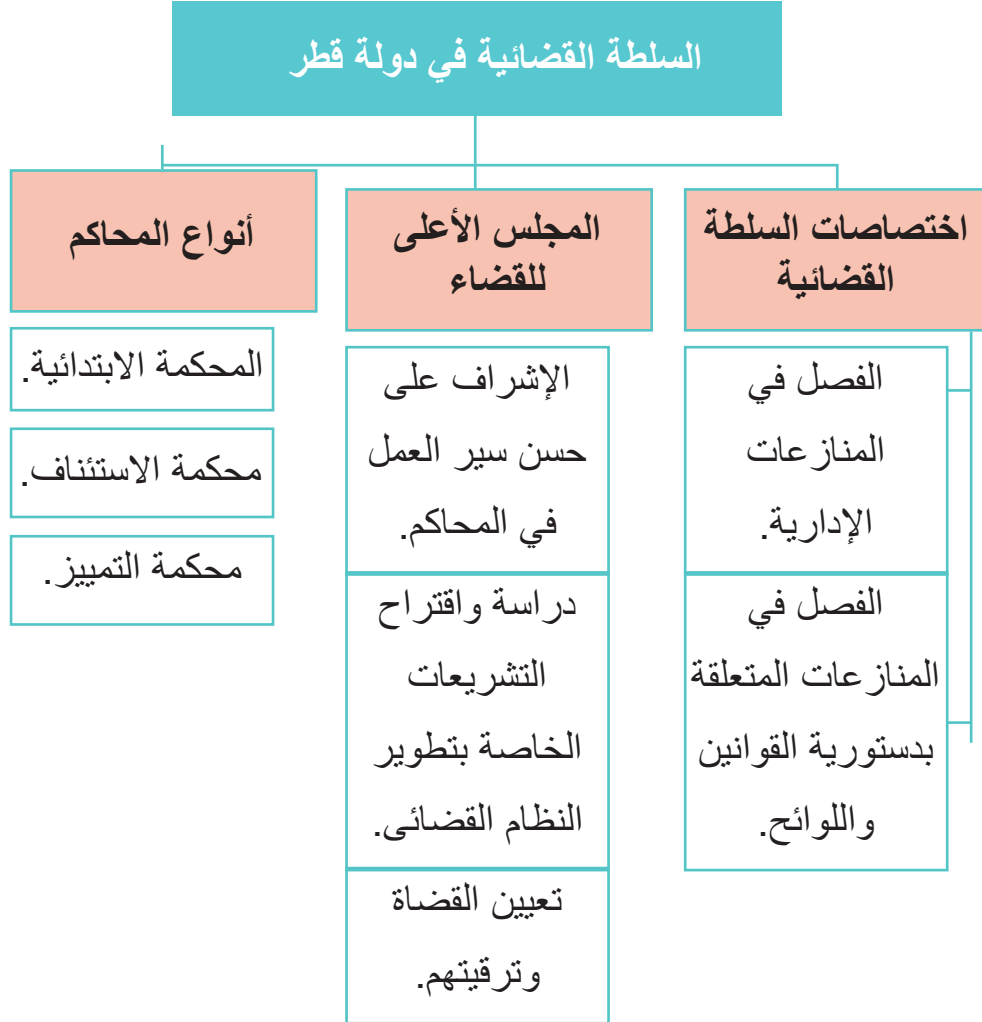 السلطة القضائية في دولة قطر
اختصاصات السلطة
القضائية
الفصل في
المنازعات
الإدارية.
الفصل في
المنازعات المتعلقة
بدستورية القوانين
واللوائح.
المجلس الأعلى
للقضاء
الإشراف على
حسن سير العمل
في المحاكم.
دراسة واقتراح
التشريعات
الخاصة بتطوير
النظام القضائى.
تعيين القضاة
وترقيتهم.
أنواع المحاكم
المحكمة الابتدائية.
محكمة الاستئناف.
محكمة التمييز.